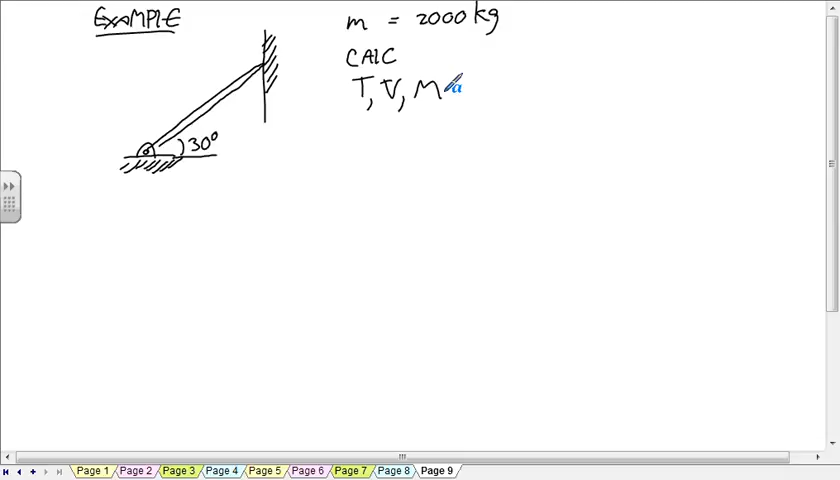 EXAMPLE
m = 2000 kg
CALC
T, V, M
30°
Page 1 Page 2 Page 3 Page 4 Page 5 Page 6 Page 7 Page 8 Page 9